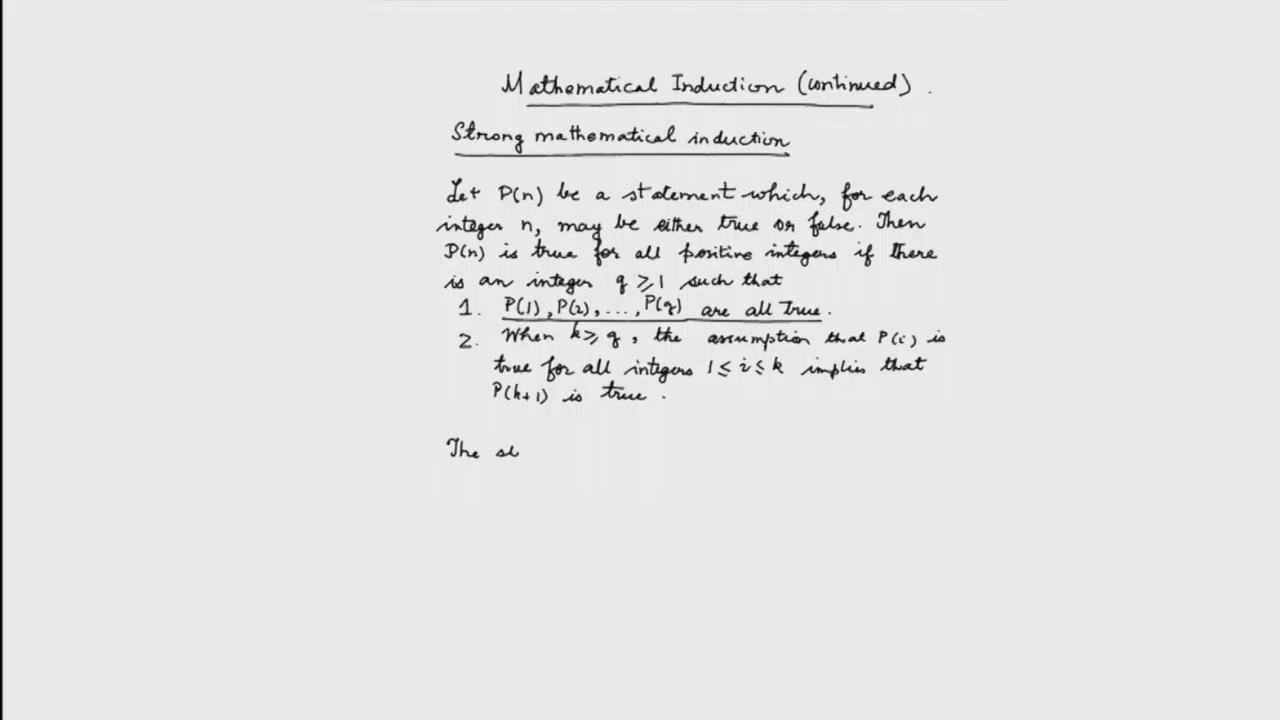 Mathematical Induction (continued).
Strong mathematical induction
Let P(n) be a statement which, for each
integer n, may be either true or false. Then
P(n) is true for all positive integers if there
is an integer q ⩾ 1 such that
1. P(1), P(2), ..., P(q) are all true.
2. When k ⩾ q, the assumption that P(i) is
true for all integers 1 ≤ i ≤ k implies that
P(k+1) is true.
The st